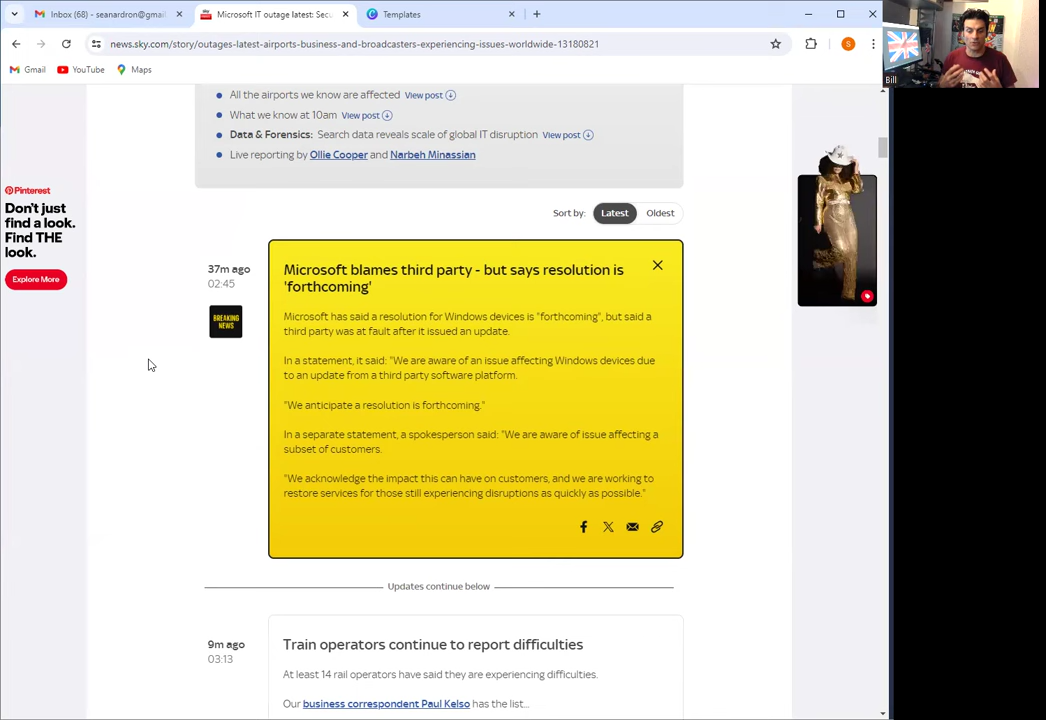 Inbox (68) - seanardron@gmail
Microsoft IT outage latest: Secu
Templates
news.sky.com/story/outages-latest-airports-business-and-broadcasters-experiencing-issues-worldwide-13180821
S
Gmail
YouTube
Maps
Bill
All the airports we know are affected View post
What we know at 10am View post
Data & Forensics: Search data reveals scale of global IT disruption View post
Live reporting by Ollie Cooper and Narbeh Minassian
Pinterest
Don't just
find a look.
Find THE
look.
Explore More
Sort by: Latest Oldest
37m ago
02:45
BREAKING
NEWS
Microsoft blames third party - but says resolution is
'forthcoming'
Microsoft has said a resolution for Windows devices is "forthcoming", but said a
third party was at fault after it issued an update.
In a statement, it said: "We are aware of an issue affecting Windows devices due
to an update from a third party software platform.
"We anticipate a resolution is forthcoming."
In a separate statement, a spokesperson said: "We are aware of issue affecting a
subset of customers.
"We acknowledge the impact this can have on customers, and we are working to
restore services for those still experiencing disruptions as quickly as possible."
Updates continue below
9m ago
03:13
Train operators continue to report difficulties
At least 14 rail operators have said they are experiencing difficulties.
Our business correspondent Paul Kelso has the list...